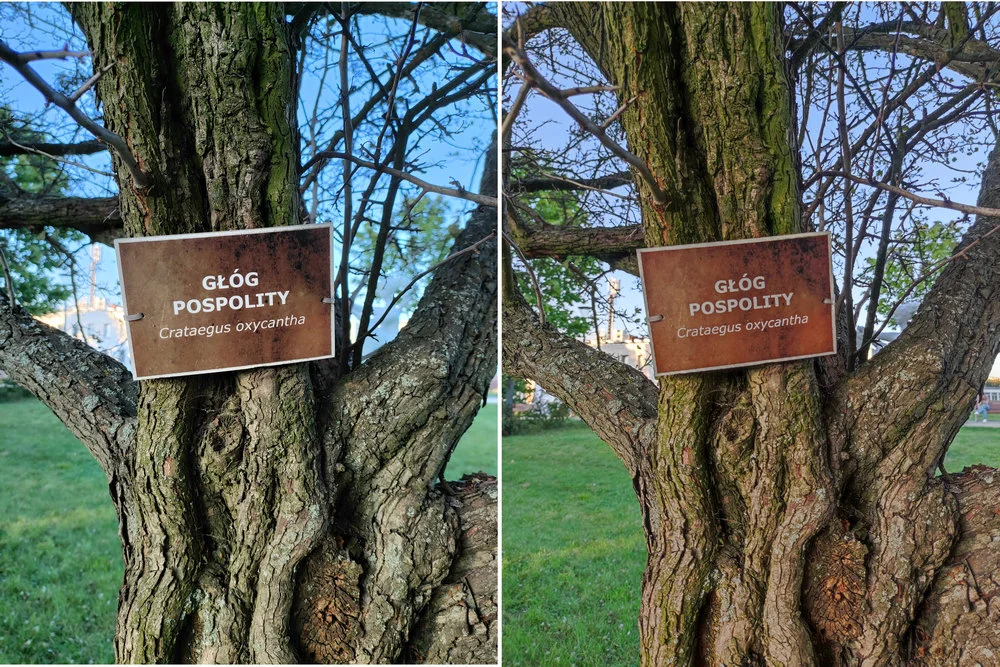 GŁÓG
POSPOLITY
Crataegus oxycantha
GŁÓG
POSPOLITY
Crataegus oxycantha